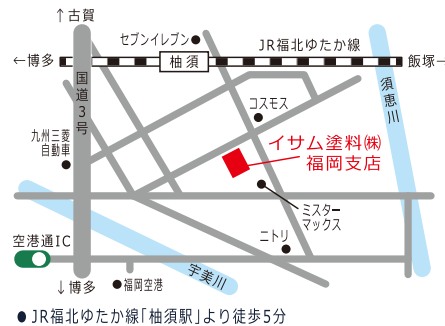 ↑古賀
セブンイレブン
JR福北ゆたか線
←博多
柚須
飯塚→
国道3号
須恵川
コスモス
九州三菱
自動車
イサム塗料㈱
福岡支店
ミスター
マックス
空港通IC
ニトリ
宇美川
↓博多
福岡空港
●JR福北ゆたか線「柚須駅」より徒歩5分